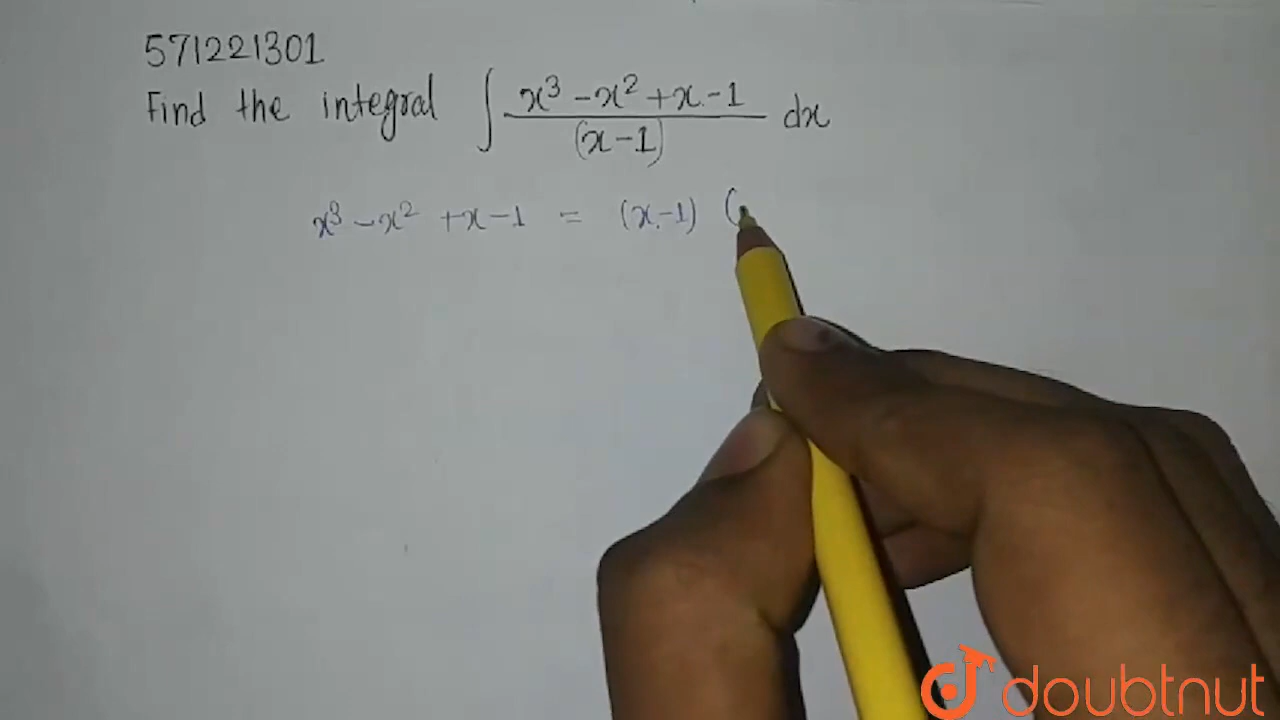 571221301
Find the integral ∫ (x³ - x² + x - 1)/(x - 1) dx
x³ - x² + x - 1 = (x - 1) (
doubtnut